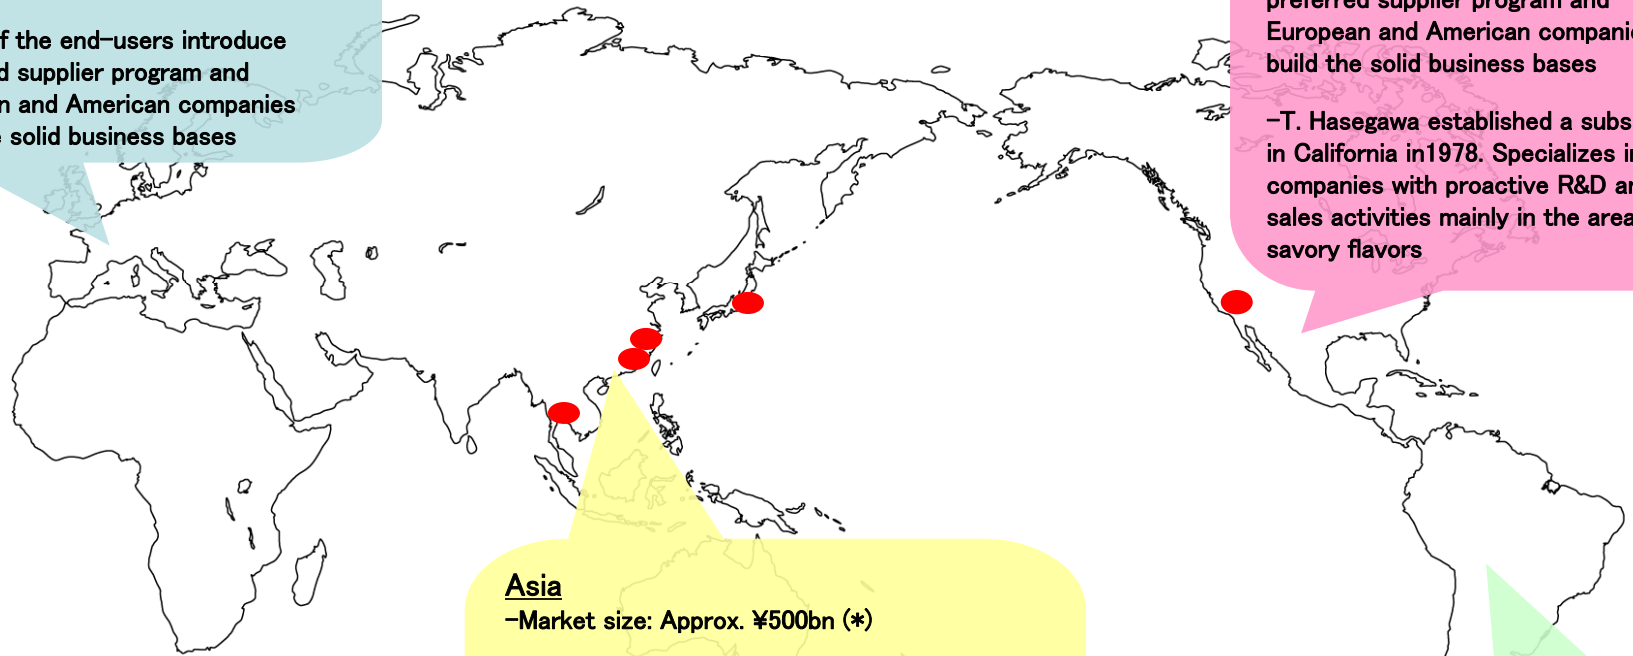 f the end-users introduce
d supplier program and
n and American companies
solid business bases
preferred supplier program and
European and American companie
build the solid business bases
-T. Hasegawa established a subs
in California in1978. Specializes i
companies with proactive R&D a
sales activities mainly in the area
savory flavors
Asia
-Market size: Approx. ¥500bn (*)